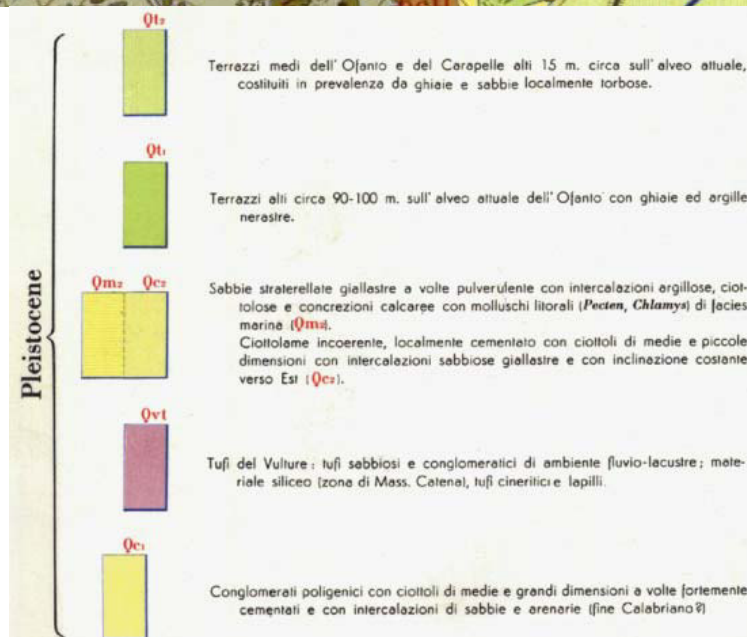 Qt₂
Terrazzi medi dell' Ofanto e del Carapelle alti 15 m. circa sull' alveo attuale,
costituiti in prevalenza da ghiaie e sabbie localmente torbose.
Qt₁
Terrazzi alti circa 90-100 m. sull' alveo attuale dell' Ofanto con ghiaie ed argille
nerastre.
Pleistocene
Qm₂ Qc₂
Sabbie straterellate giallastre a volte pulverulente con intercalazioni argillose, ciot-
tolose e concrezioni calcaree con molluschi litorali (Pecten, Chlamys) di facies
marina (Qm₂).
Ciottolame incoerente, localmente cementato con ciottoli di medie e piccole
dimensioni con intercalazioni sabbiose giallastre e con inclinazione costante
verso Est (Qc₂).
Qvt
Tufi del Vulture: tufi sabbiosi e conglomeratici di ambiente fluvio-lacustre; mate-
riale siliceo (zona di Mass. Catena), tufi cineritici e lapilli.
Qc₁
Conglomerati poligenici con ciottoli di medie e grandi dimensioni a volte fortemente
cementati e con intercalazioni di sabbie e arenarie (fine Calabriano?)